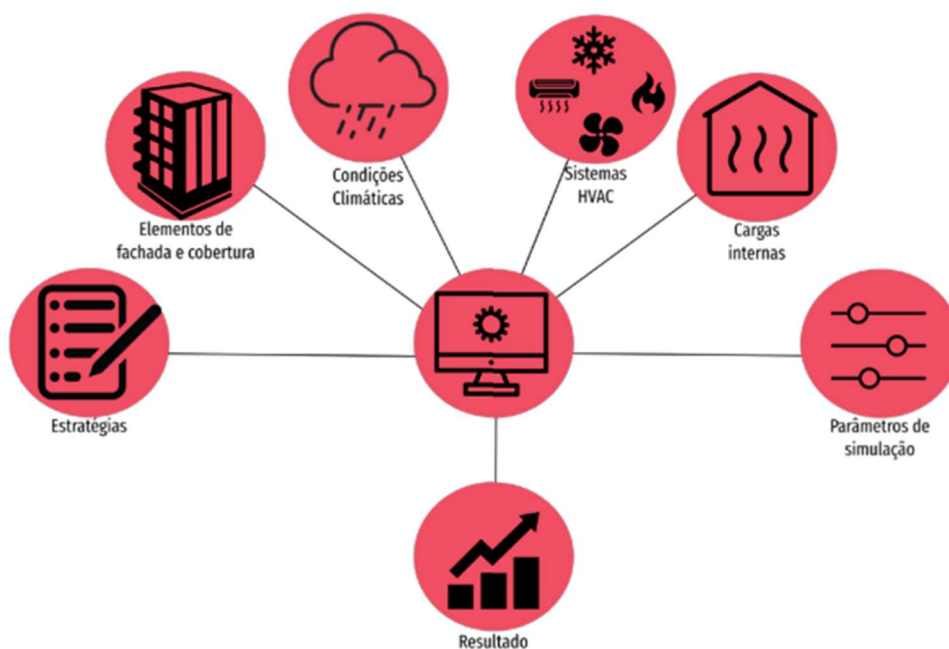 Condições
Climáticas
Sistemas
HVAC
Elementos de
fachada e cobertura
Cargas
internas
Estratégias
Parâmetros de
simulação
Resultado